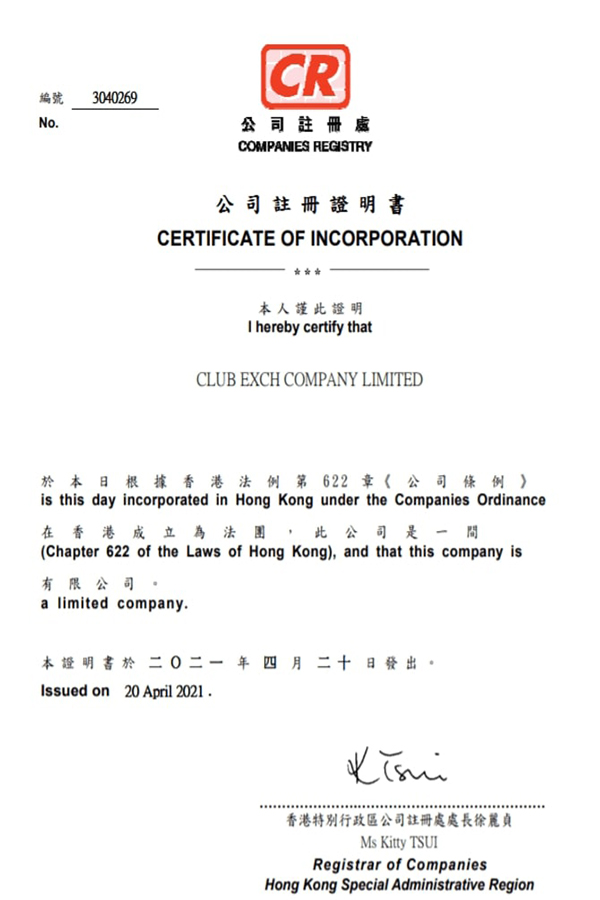 CR
編號 3040269
No.
公司註冊處
COMPANIES REGISTRY
公司註冊證明書
CERTIFICATE OF INCORPORATION
***
本人謹此證明
I hereby certify that
CLUB EXCH COMPANY LIMITED
於本日根據香港法例第622章《公司條例》
is this day incorporated in Hong Kong under the Companies Ordinance
在香港成立為法團，此公司是一間
(Chapter 622 of the Laws of Hong Kong), and that this company is
有限公司。
a limited company.
本證明書於二〇二一年四月二十日發出。
Issued on 20 April 2021.
K Tsui
香港特別行政區公司註冊處處長徐麗貞
Ms Kitty TSUI
Registrar of Companies
Hong Kong Special Administrative Region